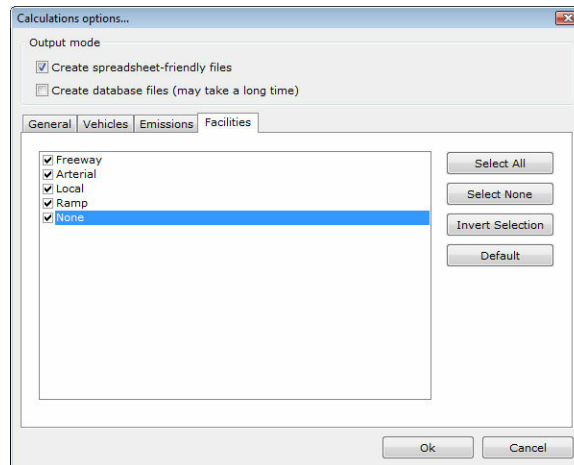 Calculations options...
Output mode
Create spreadsheet-friendly files
Create database files (may take a long time)
General Vehicles Emissions Facilities
Freeway
Arterial
Local
Ramp
None
Select All
Select None
Invert Selection
Default
Ok Cancel